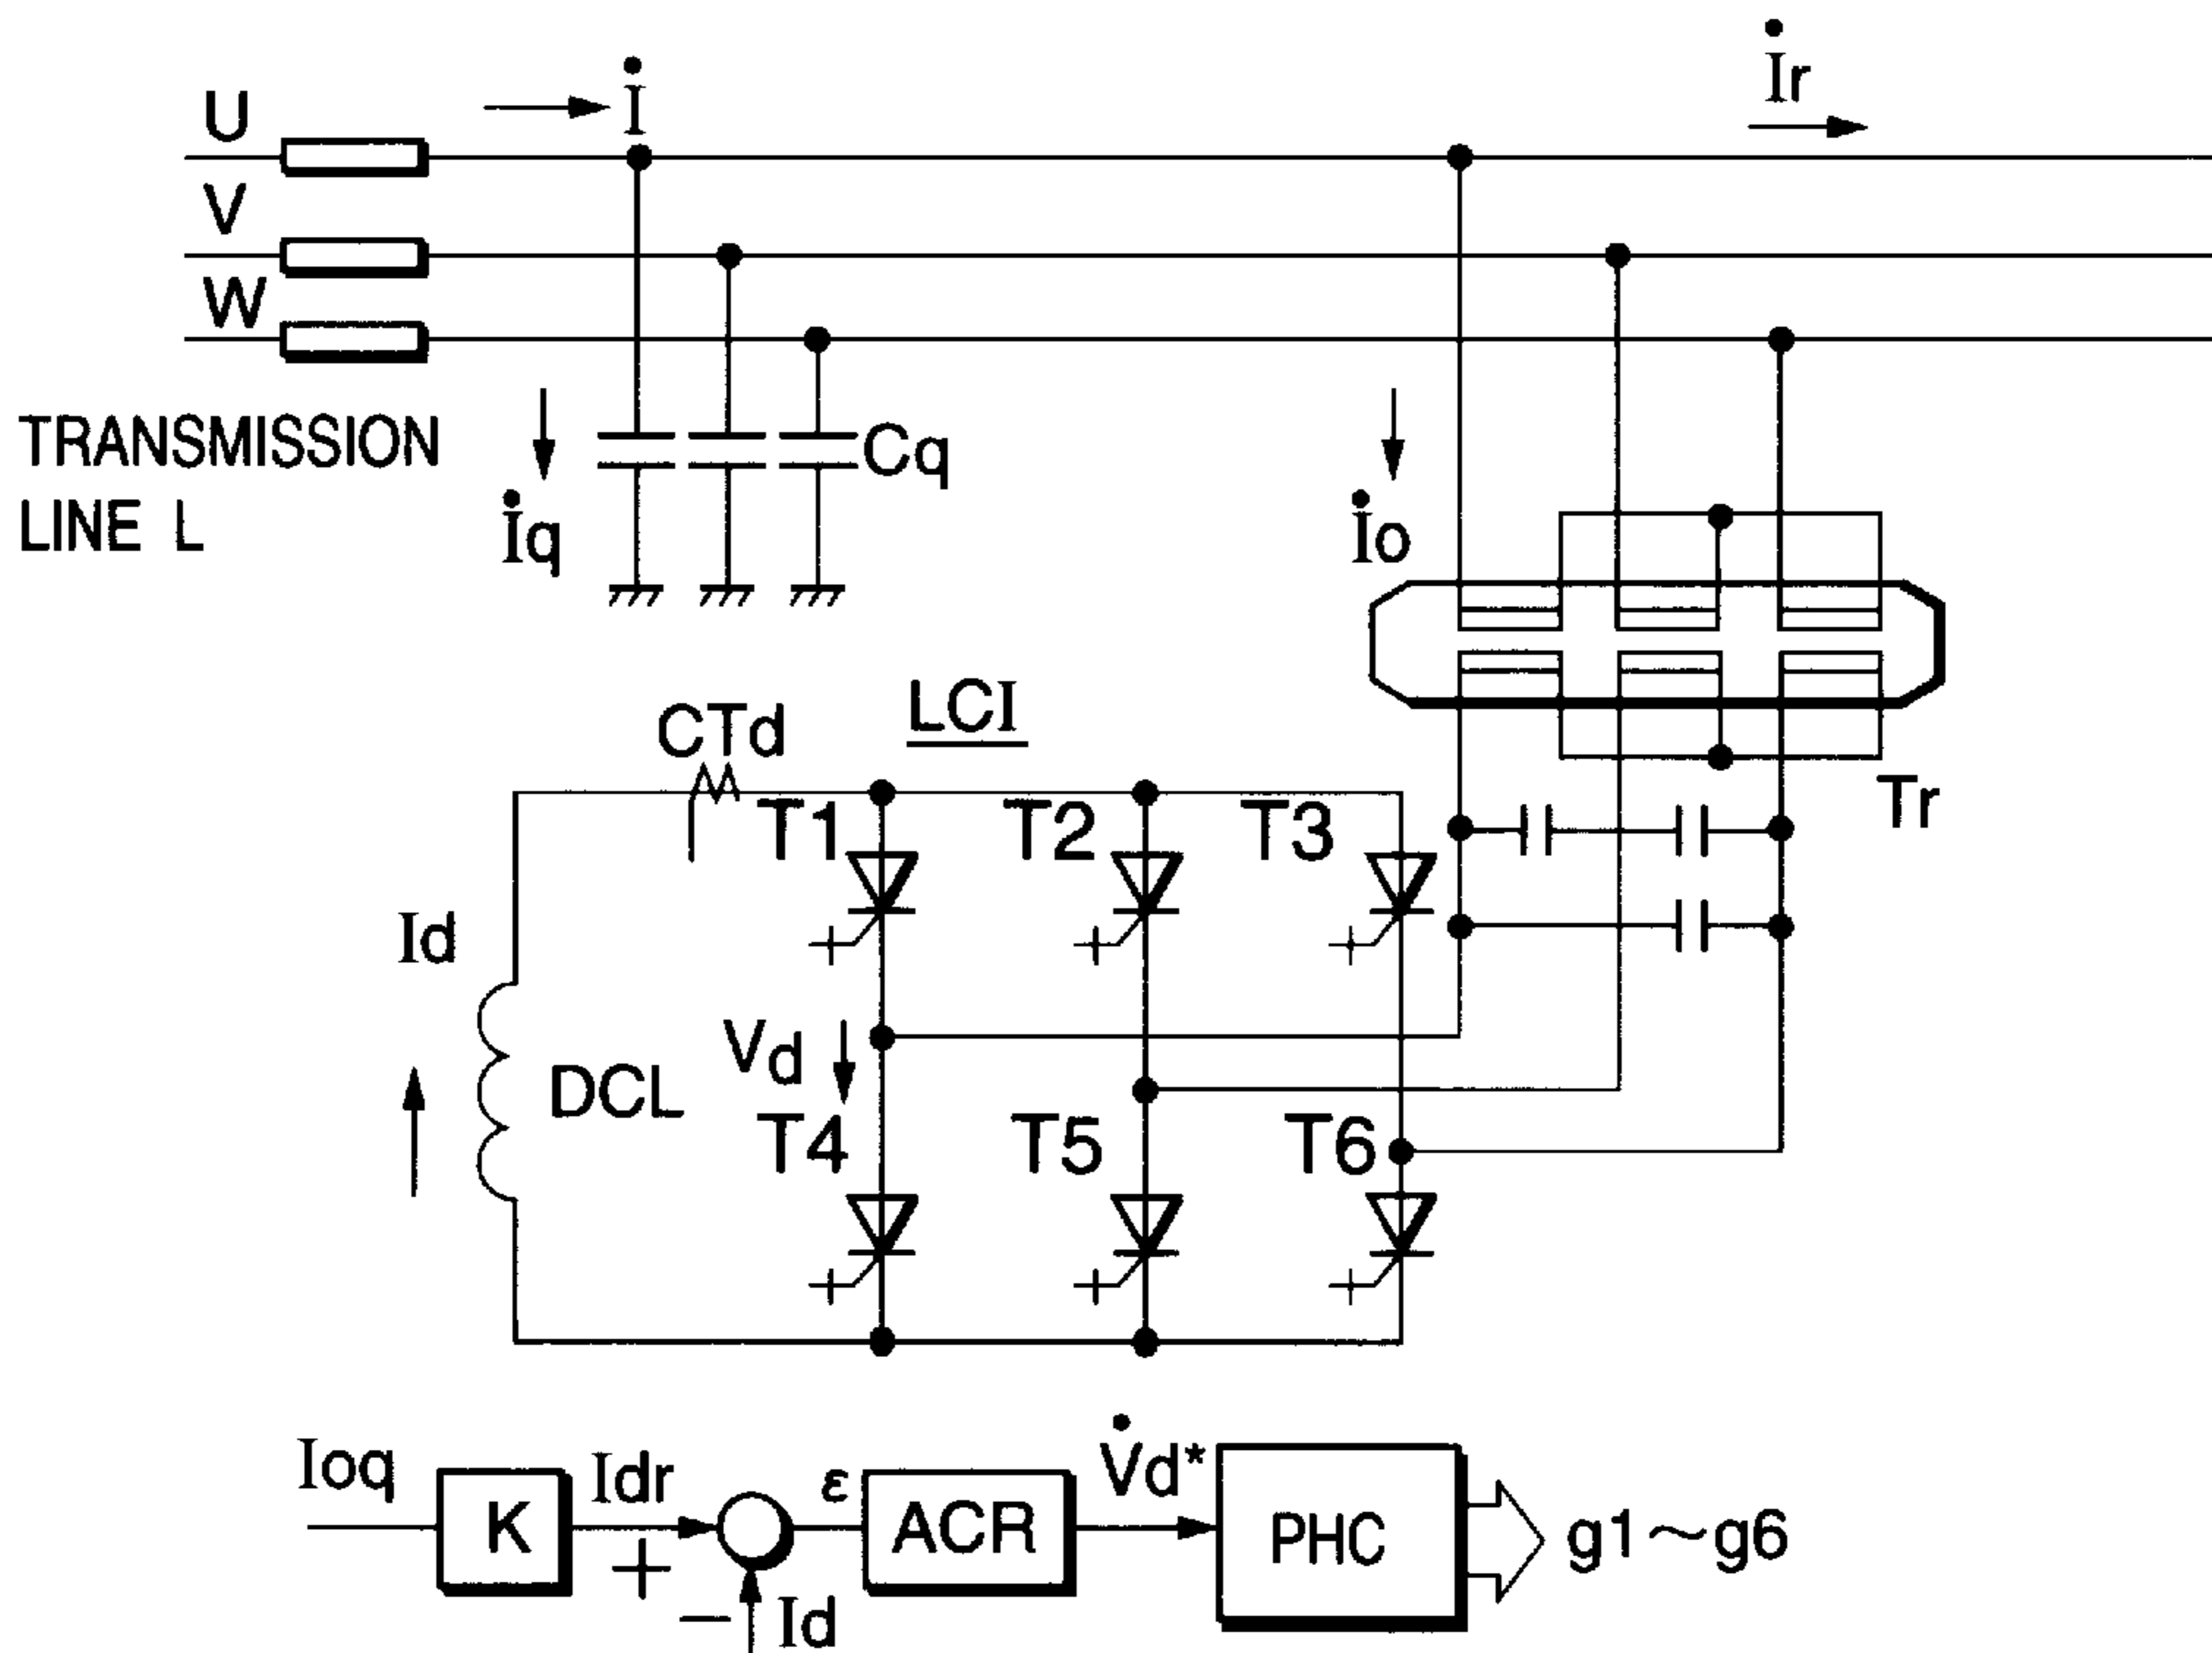 U
İ
İr
V
W
TRANSMISSION
LINE L
İq
Cq
İo
CTd
LCI
T1
T2
T3
Tr
Id
Vd
DCL
T4
T5
T6
Ioq
K
Idr
+
−
Id
ε
ACR
V̇d*
PHC
g1～g6